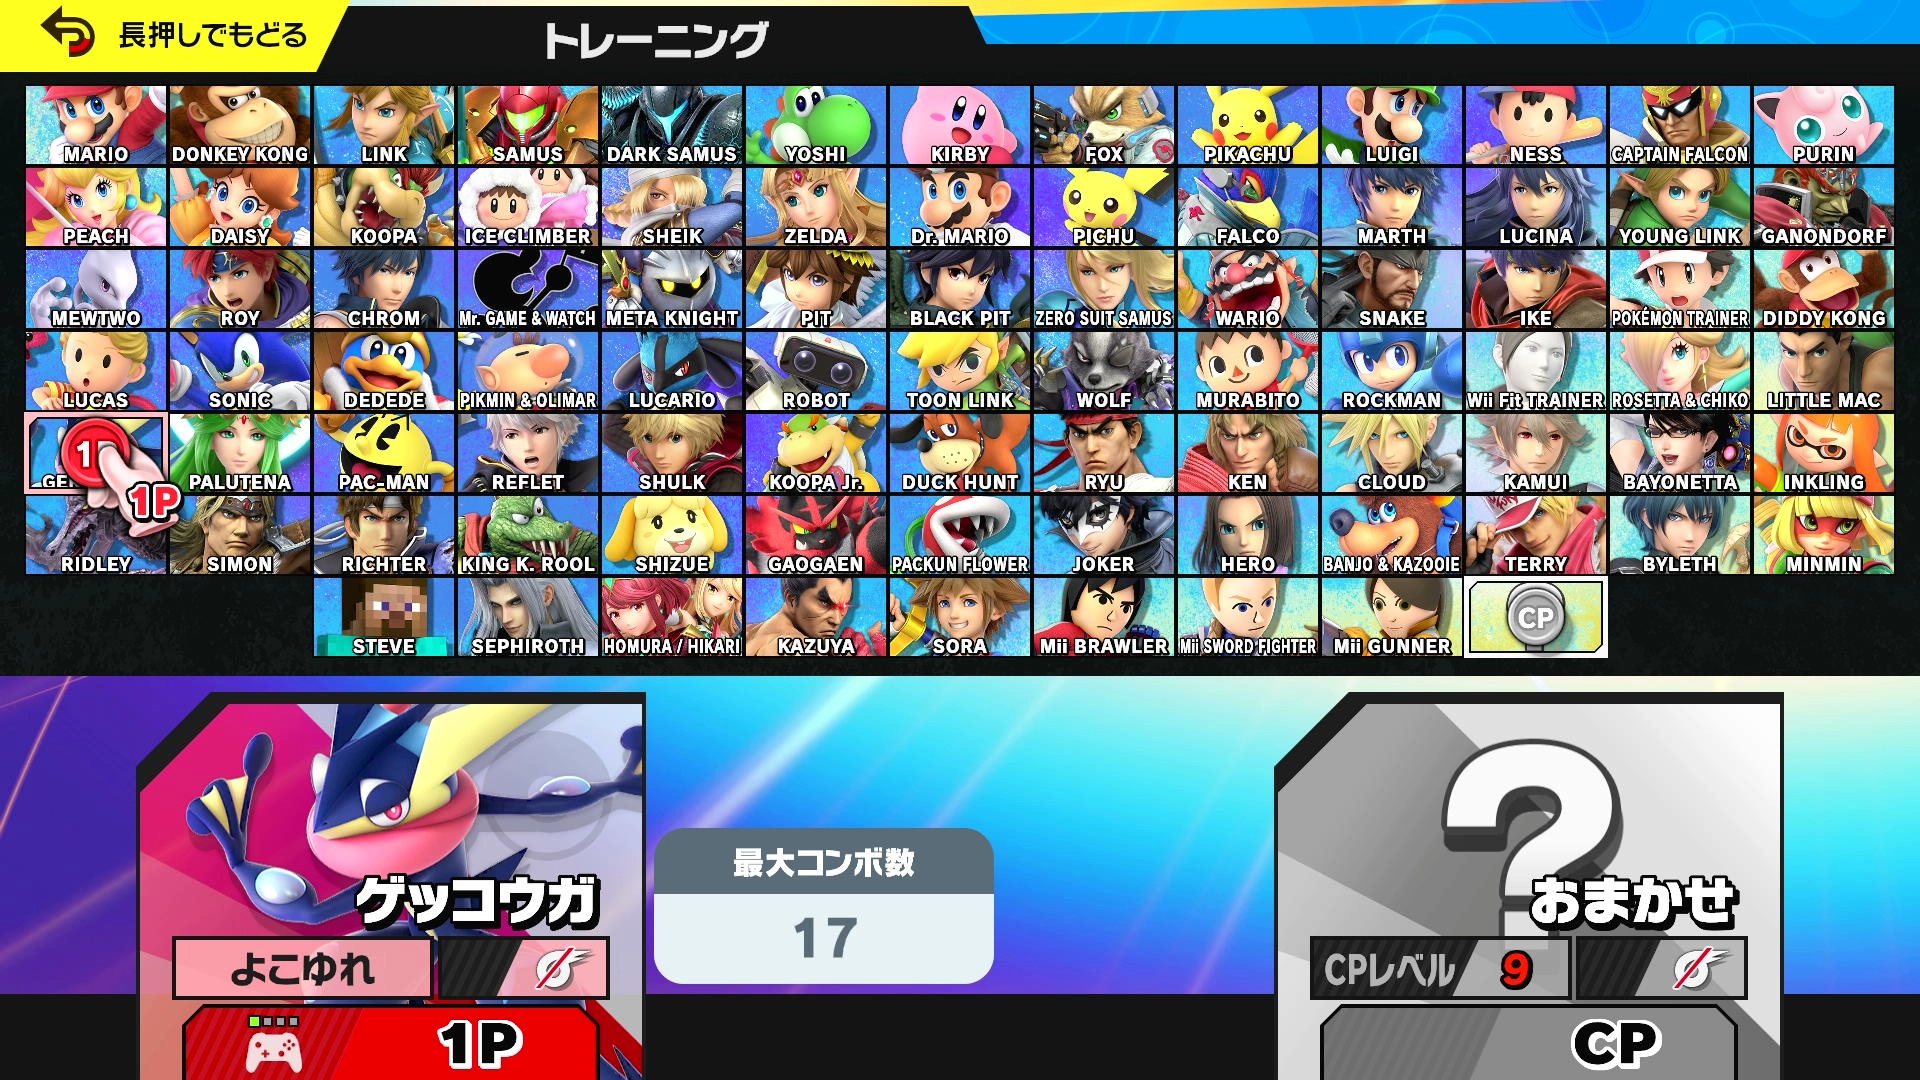 長押しでもどる
トレーニング
MARIO DONKEY KONG LINK SAMUS DARK SAMUS YOSHI KIRBY FOX PIKACHU LUIGI NESS CAPTAIN FALCON PURIN
PEACH DAISY KOOPA ICE CLIMBER SHEIK ZELDA Dr. MARIO PICHU FALCO MARTH LUCINA YOUNG LINK GANONDORF
MEWTWO ROY CHROM Mr. GAME & WATCH META KNIGHT PIT BLACK PIT ZERO SUIT SAMUS WARIO SNAKE IKE POKÉMON TRAINER DIDDY KONG
LUCAS SONIC DEDEDE PIKMIN & OLIMAR LUCARIO ROBOT TOON LINK WOLF MURABITO ROCKMAN Wii Fit TRAINER ROSETTA & CHIKO LITTLE MAC
1 PALUTENA PAC-MAN REFLET SHULK KOOPA Jr. DUCK HUNT RYU KEN CLOUD KAMUI BAYONETTA INKLING
1P
RIDLEY SIMON RICHTER KING K. ROOL SHIZUE GAOGAEN PACKUN FLOWER JOKER HERO BANJO & KAZOOIE TERRY BYLETH MINMIN
STEVE SEPHIROTH HOMURA / HIKARI KAZUYA SORA Mii BRAWLER Mii SWORD FIGHTER Mii GUNNER CP
ゲッコウガ
よこゆれ
1P
最大コンボ数
17
?
おまかせ
CPレベル 9
CP